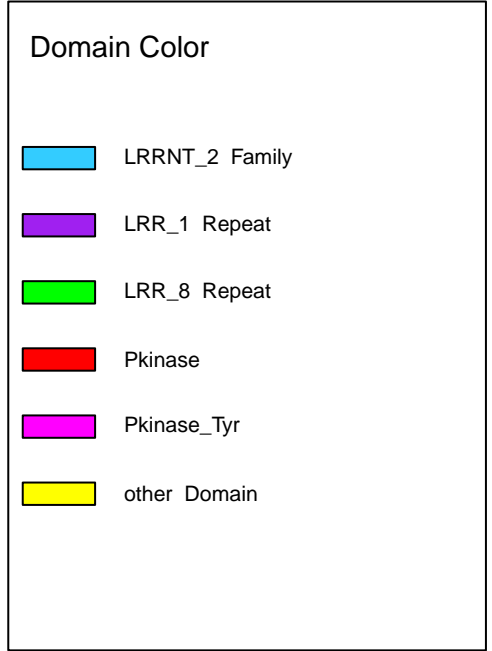 Domain Color
LRRNT_2 Family
LRR_1 Repeat
LRR_8 Repeat
Pkinase
Pkinase_Tyr
other Domain